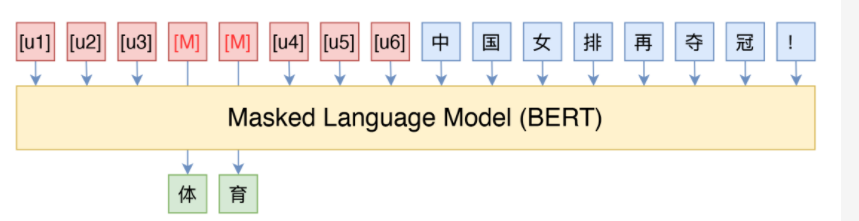 [u1] [u2] [u3] [M] [M] [u4] [u5] [u6] 中 国 女 排 再 夺 冠 !
Masked Language Model (BERT)
体 育